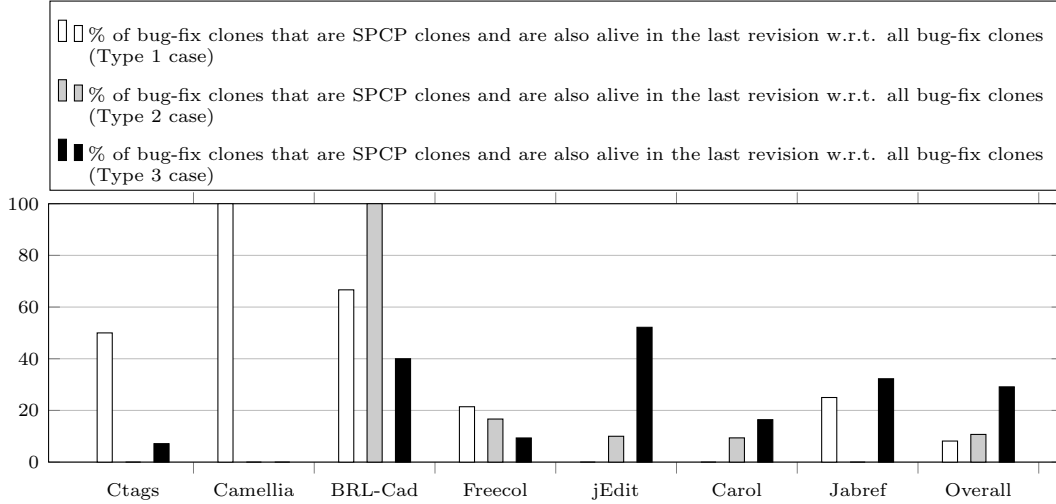 % of bug-fix clones that are SPCP clones and are also alive in the last revision w.r.t. all bug-fix clones
(Type 1 case)
% of bug-fix clones that are SPCP clones and are also alive in the last revision w.r.t. all bug-fix clones
(Type 2 case)
% of bug-fix clones that are SPCP clones and are also alive in the last revision w.r.t. all bug-fix clones
(Type 3 case)
100
80
60
40
20
0
Ctags Camellia BRL-Cad Freecol jEdit Carol Jabref Overall